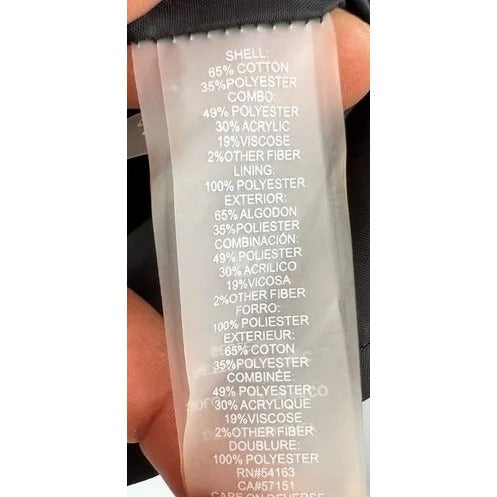 SHELL:
65% COTTON
35%POLYESTER
COMBO:
49% POLYESTER
30% ACRYLIC
19%VISCOSE
2%OTHER FIBER
LINING:
100% POLYESTER
EXTERIOR:
65% ALGODON
35%POLIESTER
COMBINACIÓN:
49% POLIESTER
30% ACRILICO
19%VICOSA
2%OTHER FIBER
FORRO:
100% POLIESTER
EXTERIEUR:
65% COTON
35%POLYESTER
COMBINÉE:
49% POLYESTER
30% ACRYLIQUE
19%VISCOSE
2%OTHER FIBER
DOUBLURE:
100% POLYESTER
RN#54163
CA#57151
CARE ON REVERSE